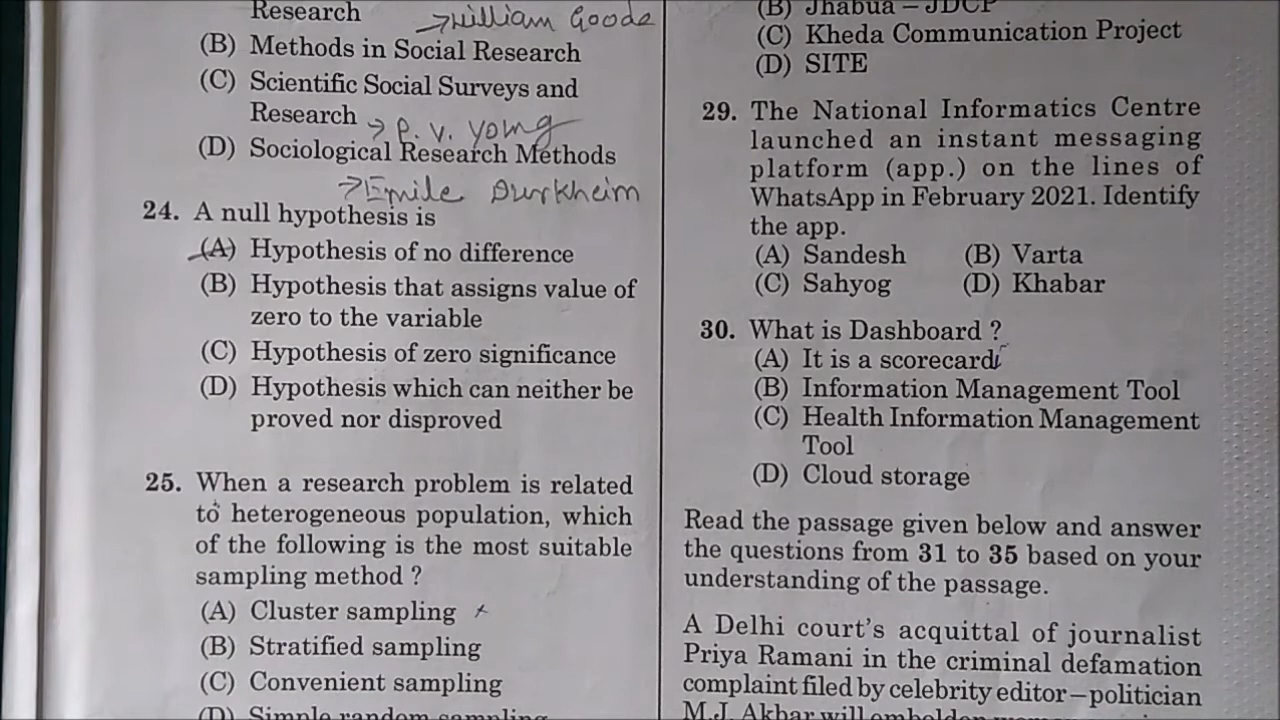 Research
→William Goode
(B) Methods in Social Research
(C) Scientific Social Surveys and
Research → P. V. Yomg
(D) Sociological Research Methods
→Emile Durkheim
24. A null hypothesis is
(A) Hypothesis of no difference
(B) Hypothesis that assigns value of
zero to the variable
(C) Hypothesis of zero significance
(D) Hypothesis which can neither be
proved nor disproved
25. When a research problem is related
to heterogeneous population, which
of the following is the most suitable
sampling method ?
(A) Cluster sampling ×
(B) Stratified sampling
(C) Convenient sampling
(D) Simple random sampling
(B) Jhabua – JDCP
(C) Kheda Communication Project
(D) SITE
29. The National Informatics Centre
launched an instant messaging
platform (app.) on the lines of
WhatsApp in February 2021. Identify
the app.
(A) Sandesh (B) Varta
(C) Sahyog (D) Khabar
30. What is Dashboard ?
(A) It is a scorecard
(B) Information Management Tool
(C) Health Information Management
Tool
(D) Cloud storage
Read the passage given below and answer
the questions from 31 to 35 based on your
understanding of the passage.
A Delhi court's acquittal of journalist
Priya Ramani in the criminal defamation
complaint filed by celebrity editor–politician
M.J. Akbar will embolden